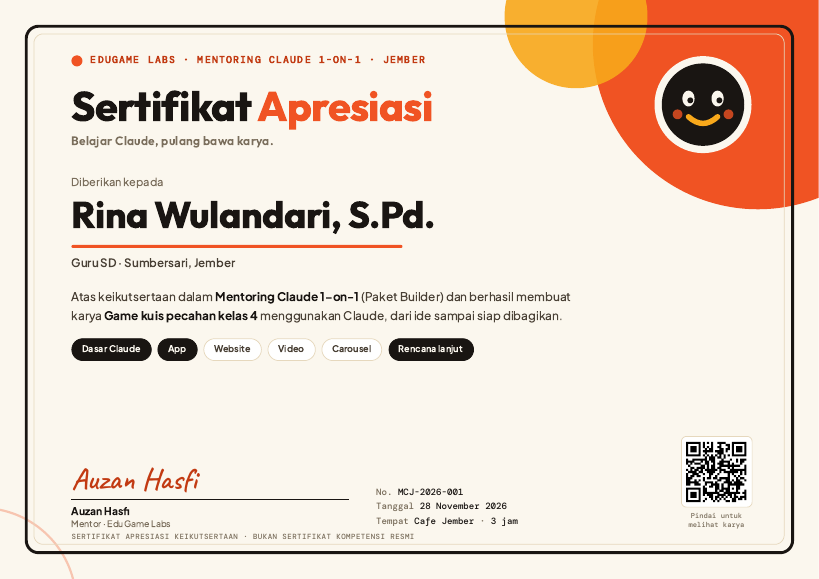 EDUGAME LABS · MENTORING CLAUDE 1-ON-1 · JEMBER
Sertifikat Apresiasi
Belajar Claude, pulang bawa karya.
Diberikan kepada
Rina Wulandari, S.Pd.
Guru SD · Sumbersari, Jember
Atas keikutsertaan dalam Mentoring Claude 1-on-1 (Paket Builder) dan berhasil membuat
karya Game kuis pecahan kelas 4 menggunakan Claude, dari ide sampai siap dibagikan.
Dasar Claude App Website Video Carousel Rencana lanjut
Auzan Hasfi
Auzan Hasfi
Mentor · EduGame Labs
No. MCJ-2026-001
Tanggal 28 November 2026
Tempat Cafe Jember · 3 jam
Pindai untuk
melihat karya
SERTIFIKAT APRESIASI KEIKUTSERTAAN · BUKAN SERTIFIKAT KOMPETENSI RESMI